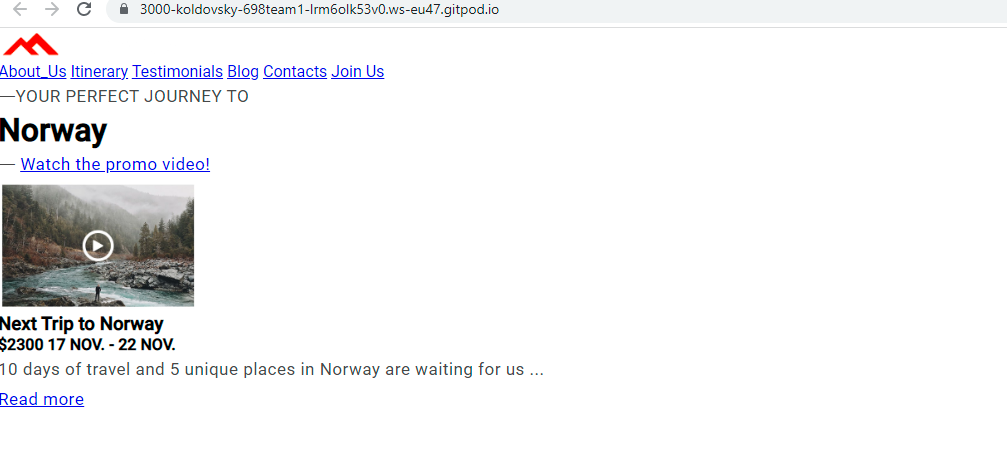 3000-koldovsky-698team1-lrm6olk53v0.ws-eu47.gitpod.io
About_Us Itinerary Testimonials Blog Contacts Join Us
—YOUR PERFECT JOURNEY TO
Norway
— Watch the promo video!
Next Trip to Norway
$2300 17 NOV. - 22 NOV.
10 days of travel and 5 unique places in Norway are waiting for us ...
Read more